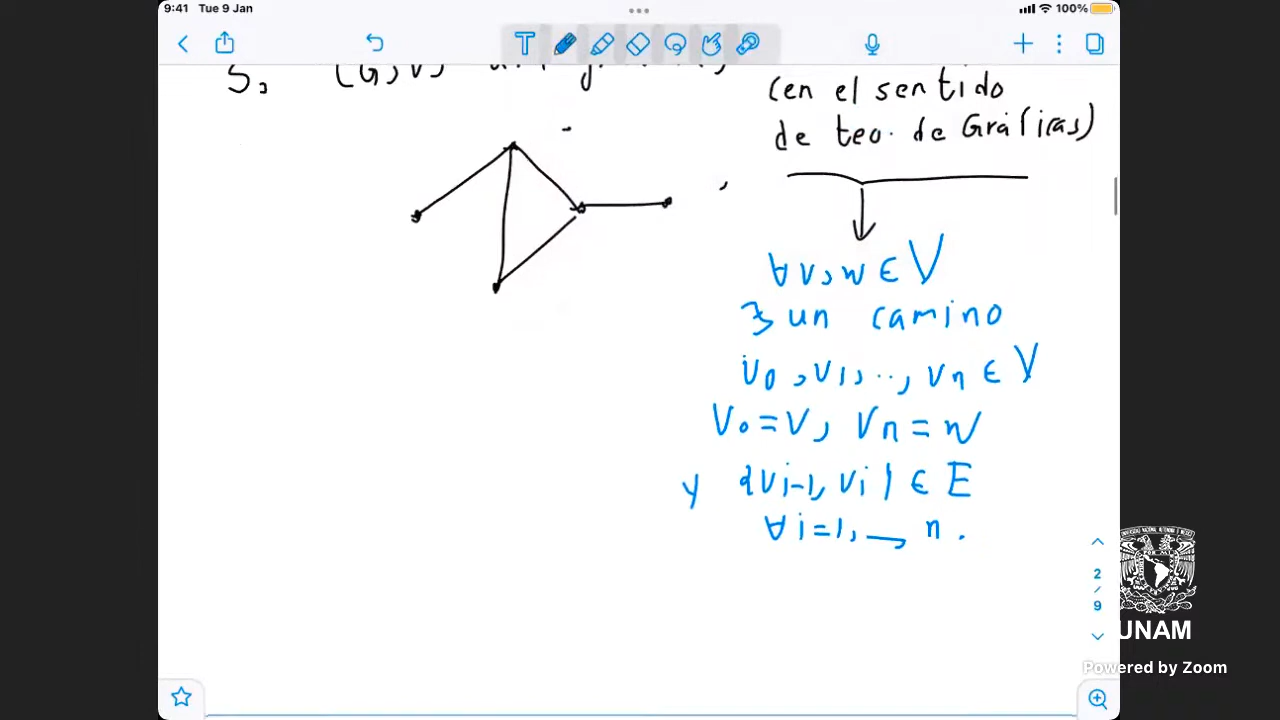 9:41 Tue 9 Jan
100%
5.
(en el sentido
de teo. de Gráficas)
∀ v, w ∈ V
∃ un camino
v0, v1, .., vn ∈ V
v0 = v, vn = w
y {vi-1, vi} ∈ E
∀ i = 1, —, n.
2
/
9
UNAM
Powered by Zoom